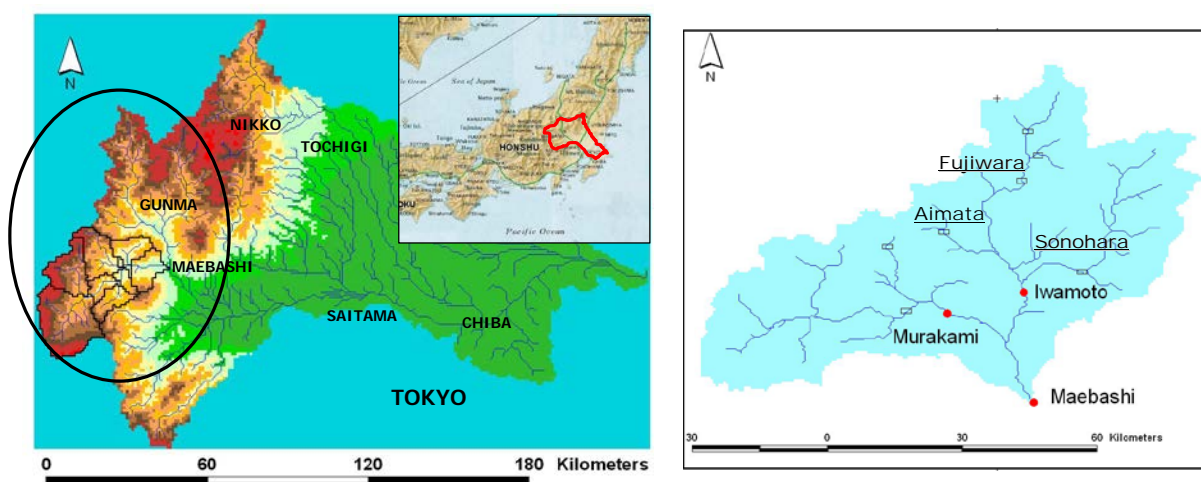 N
NIKKO
TOCHIGI
GUNMA
MAEBASHI
SAITAMA
CHIBA
TOKYO
0 60 120 180 Kilometers
Sea of Japan
HONSHU
Pacific Ocean
N
Fujiwara
Aimata
Sonohara
Iwamoto
Murakami
Maebashi
30 0 30 60 Kilometers